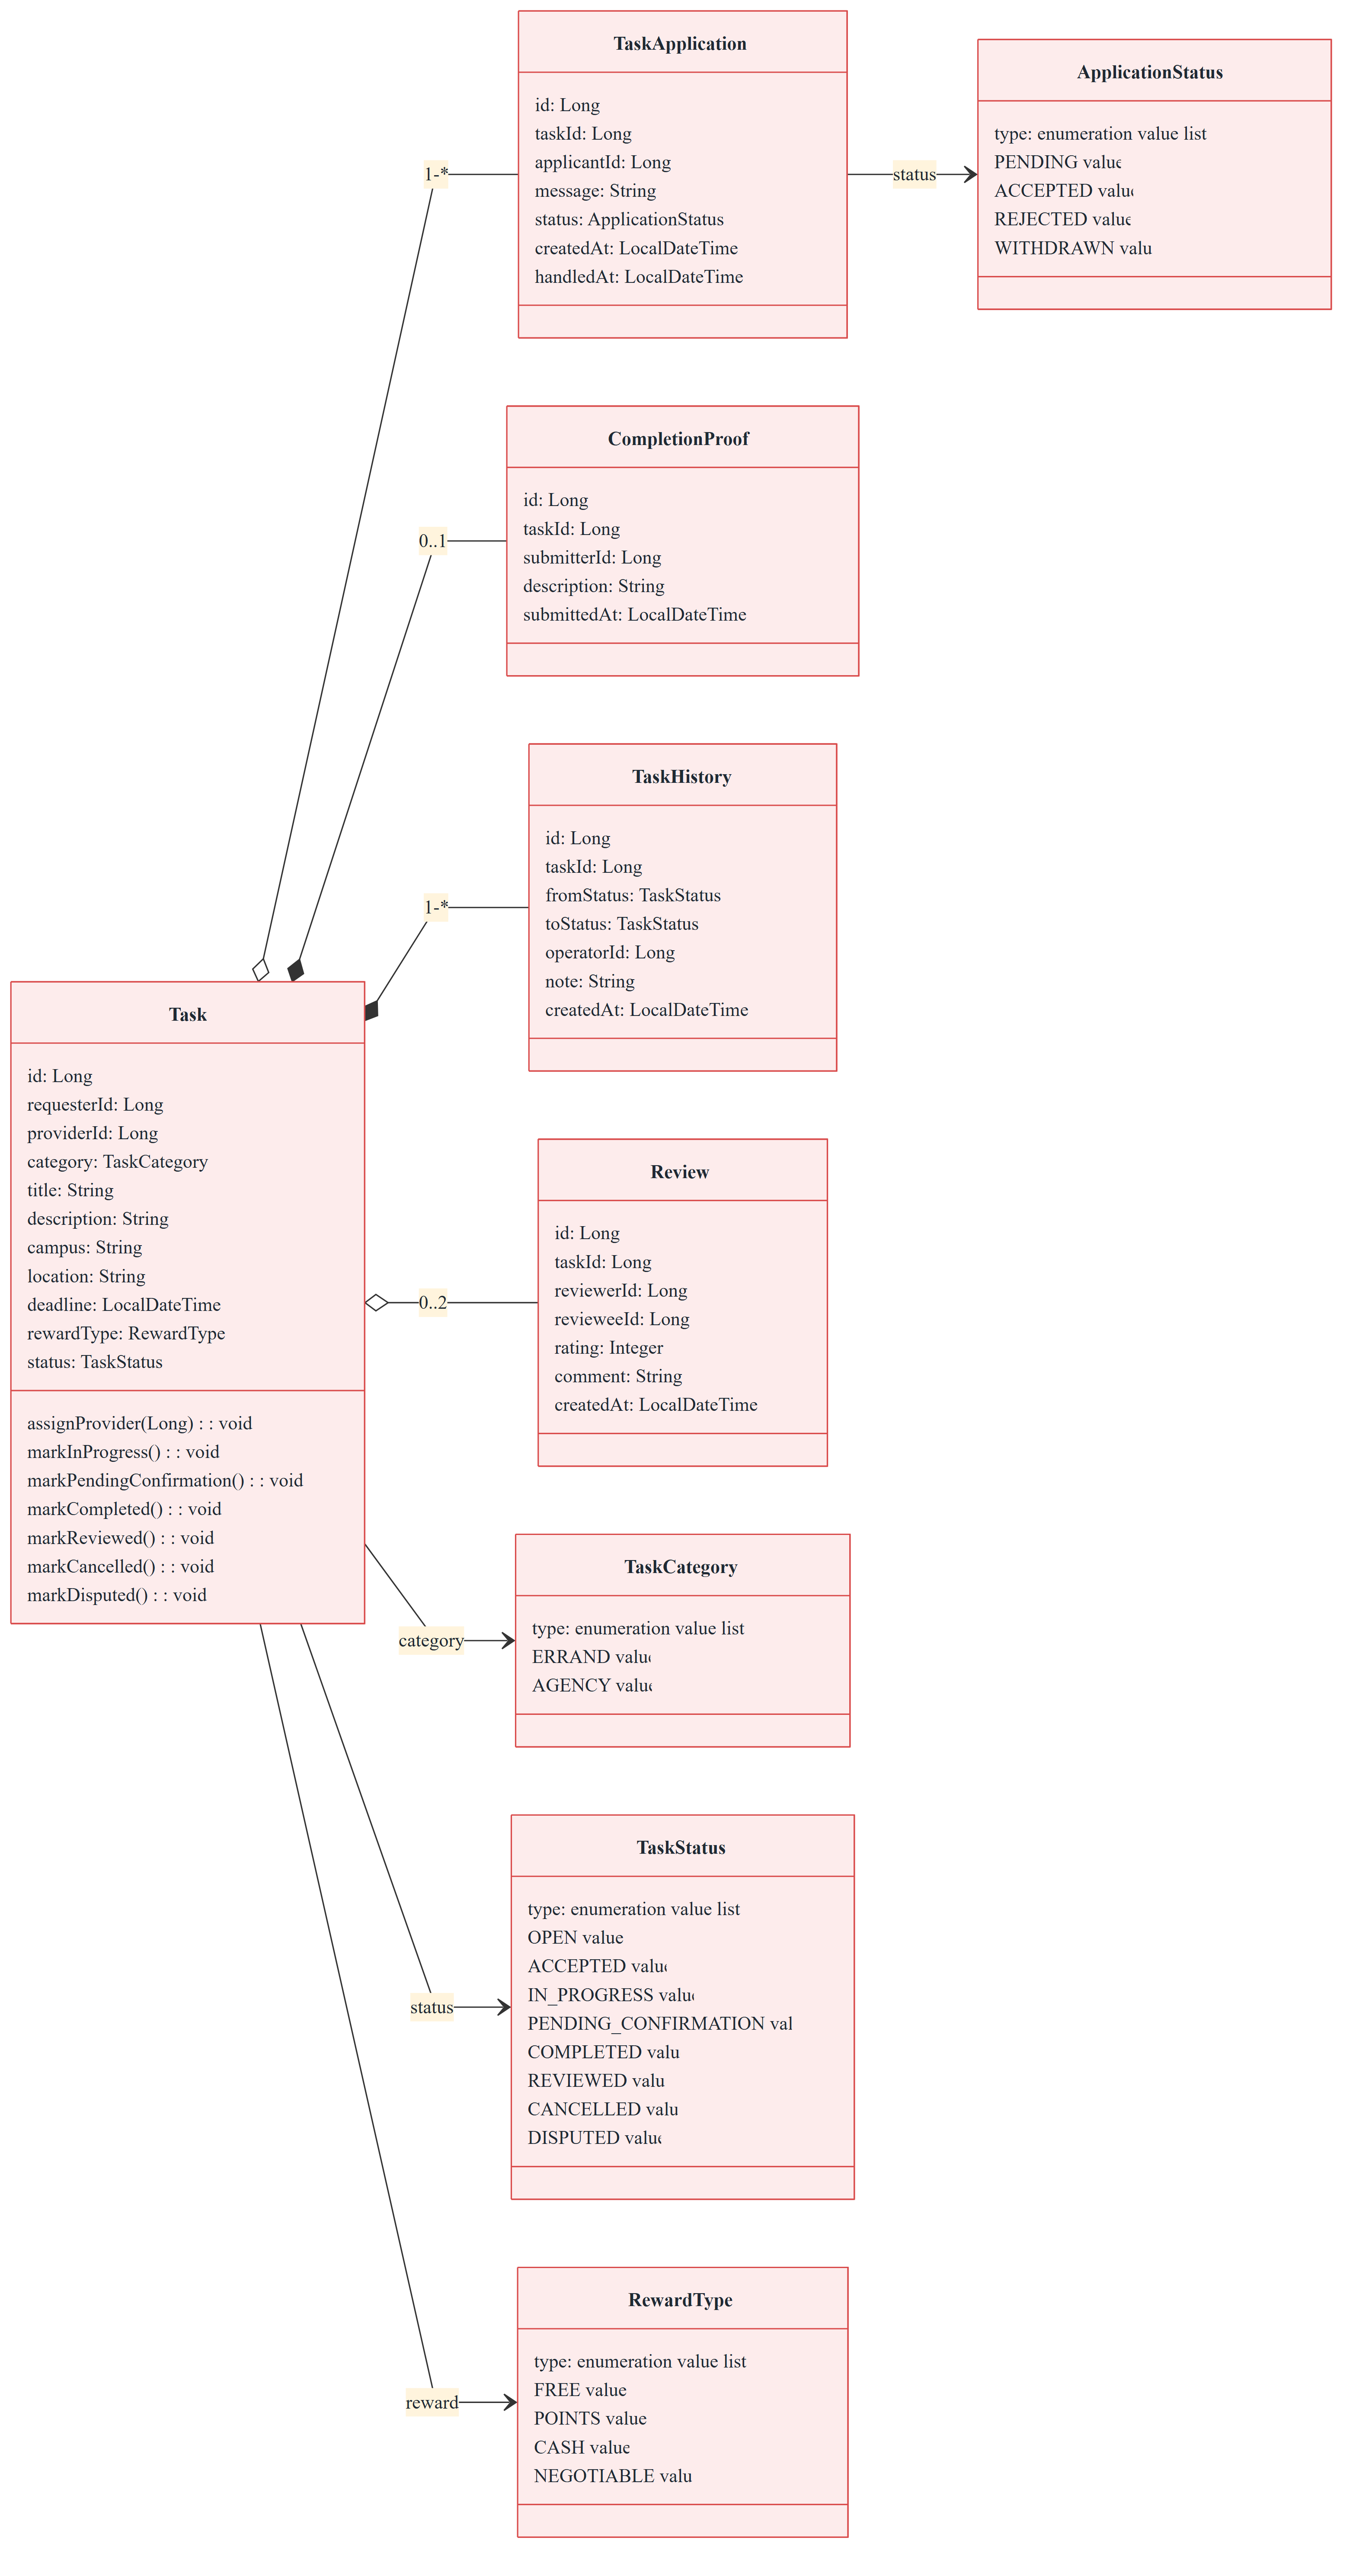 TaskApplication
id: Long
taskId: Long
applicantId: Long
message: String
status: ApplicationStatus
createdAt: LocalDateTime
handledAt: LocalDateTime
1-*
status
ApplicationStatus
type: enumeration value list
PENDING value
ACCEPTED value
REJECTED value
WITHDRAWN valu
CompletionProof
id: Long
taskId: Long
submitterId: Long
description: String
submittedAt: LocalDateTime
0..1
TaskHistory
id: Long
taskId: Long
fromStatus: TaskStatus
toStatus: TaskStatus
operatorId: Long
note: String
createdAt: LocalDateTime
1-*
Task
id: Long
requesterId: Long
providerId: Long
category: TaskCategory
title: String
description: String
campus: String
location: String
deadline: LocalDateTime
rewardType: RewardType
status: TaskStatus
assignProvider(Long) : : void
markInProgress() : : void
markPendingConfirmation() : : void
markCompleted() : : void
markReviewed() : : void
markCancelled() : : void
markDisputed() : : void
Review
id: Long
taskId: Long
reviewerId: Long
revieweeId: Long
rating: Integer
comment: String
createdAt: LocalDateTime
0..2
TaskCategory
type: enumeration value list
ERRAND value
AGENCY value
category
TaskStatus
type: enumeration value list
OPEN value
ACCEPTED value
IN_PROGRESS value
PENDING_CONFIRMATION val
COMPLETED valu
REVIEWED valu
CANCELLED valu
DISPUTED value
status
RewardType
type: enumeration value list
FREE value
POINTS value
CASH value
NEGOTIABLE valu
reward